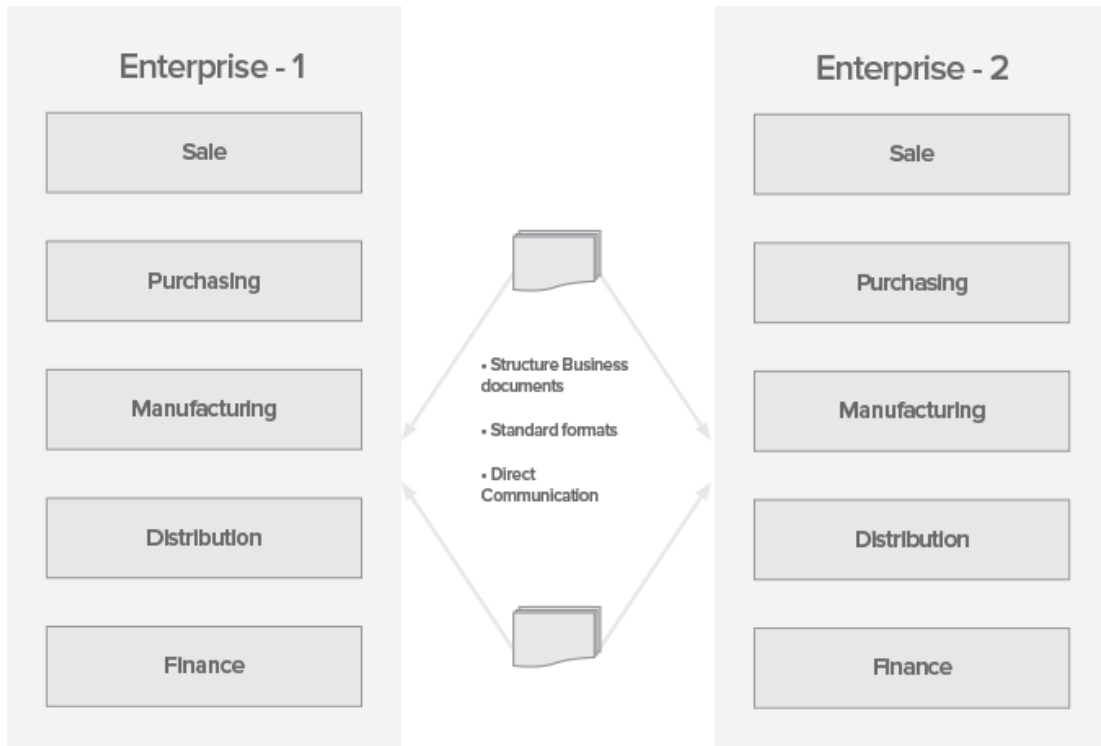 Enterprise - 1
Sale
Purchasing
Manufacturing
Distribution
Finance
• Structure Business
documents
• Standard formats
• Direct
Communication
Enterprise - 2
Sale
Purchasing
Manufacturing
Distribution
Finance